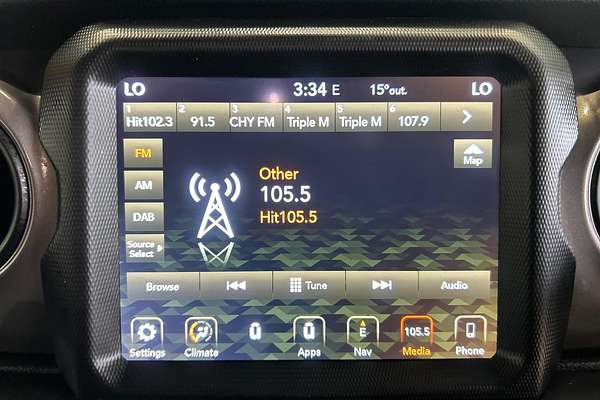 LO 3:34 E 15°out. LO
1 Hit102.3 2 91.5 3 CHY FM 4 Triple M 5 Triple M 6 107.9
FM
Map
AM
Other
105.5
DAB
Hit105.5
Source
Select
Browse Tune Audio
E 105.5
Settings Climate Apps Nav Media Phone